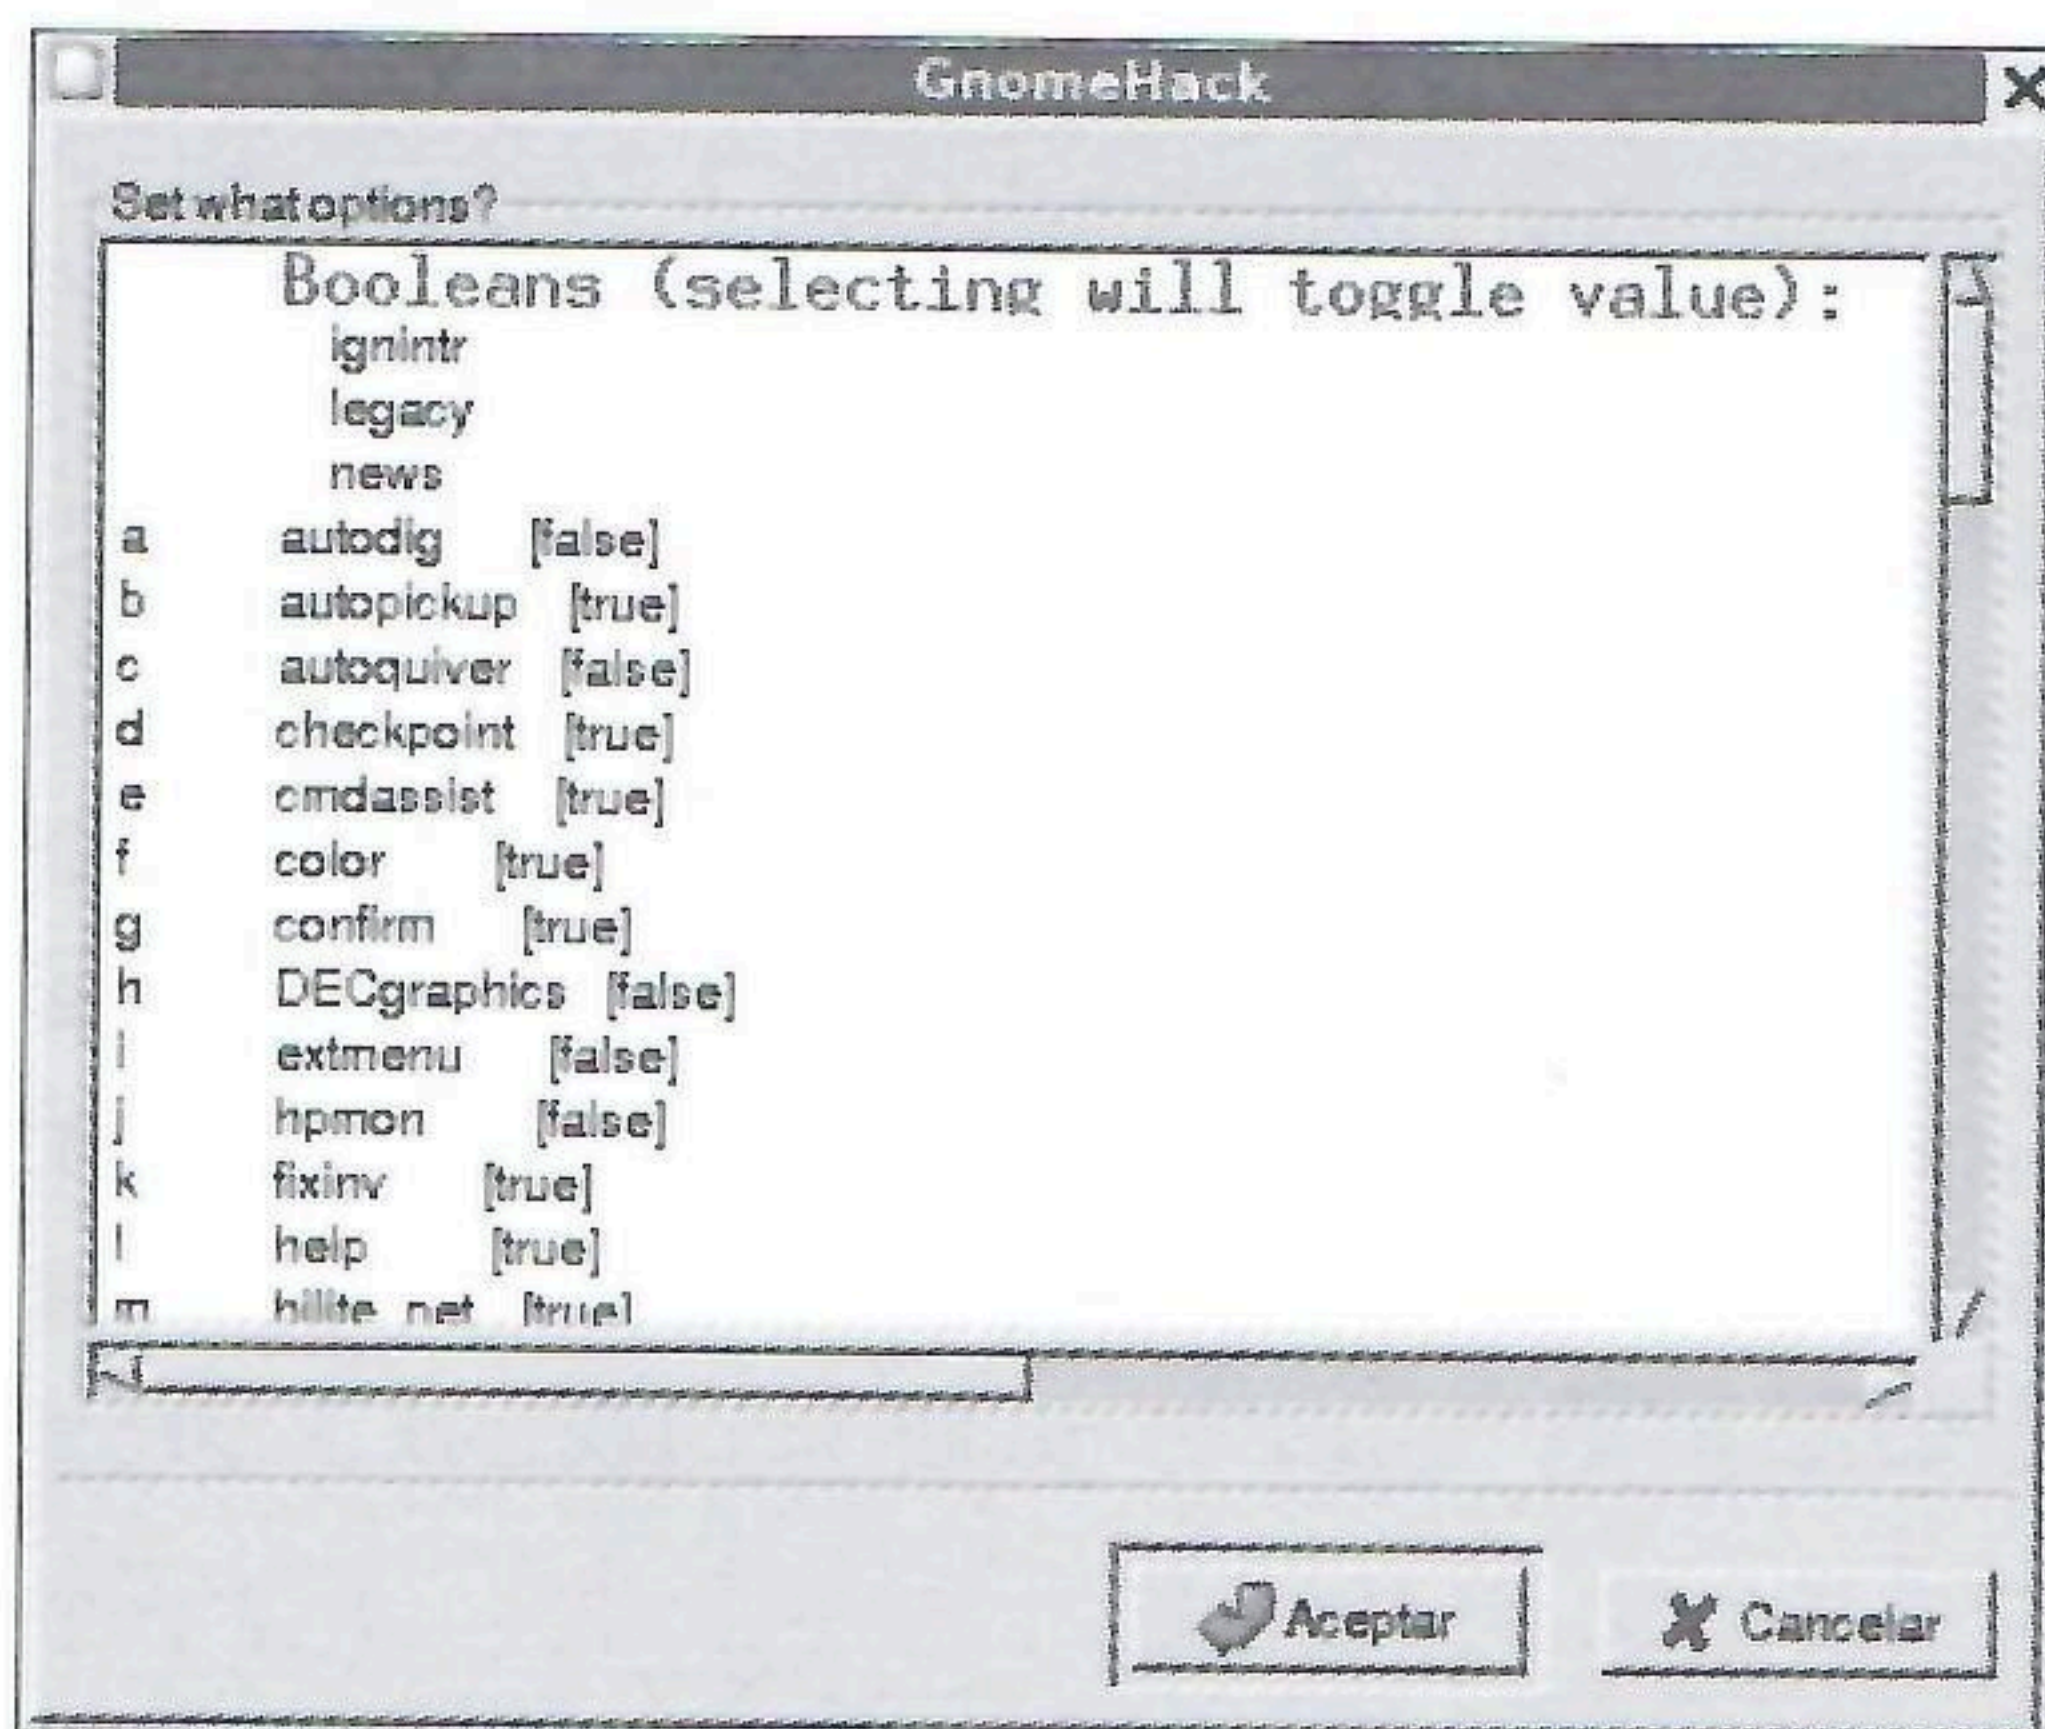 GnomeHack
Set what options?
Booleans (selecting will toggle value):
ignintr
legacy
news
a autodig [false]
b autopickup [true]
c autoquiver [false]
d checkpoint [true]
e cmdassist [true]
f color [true]
g confirm [true]
h DECgraphics [false]
i extmenu [false]
j hpmon [false]
k fixinv [true]
l help [true]
m hilite_pet [true]
Aceptar
Cancelar